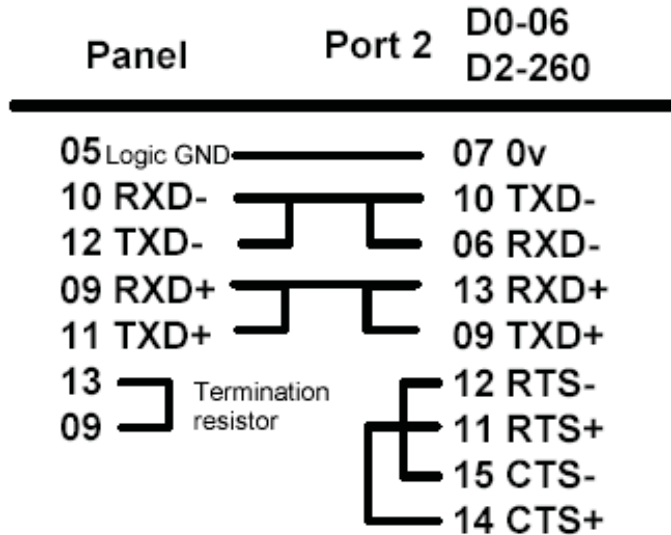 Panel Port 2 D0-06
D2-260
05 Logic GND 07 0v
10 RXD- 10 TXD-
12 TXD- 06 RXD-
09 RXD+ 13 RXD+
11 TXD+ 09 TXD+
13 12 RTS-
Termination
09 resistor 11 RTS+
15 CTS-
14 CTS+